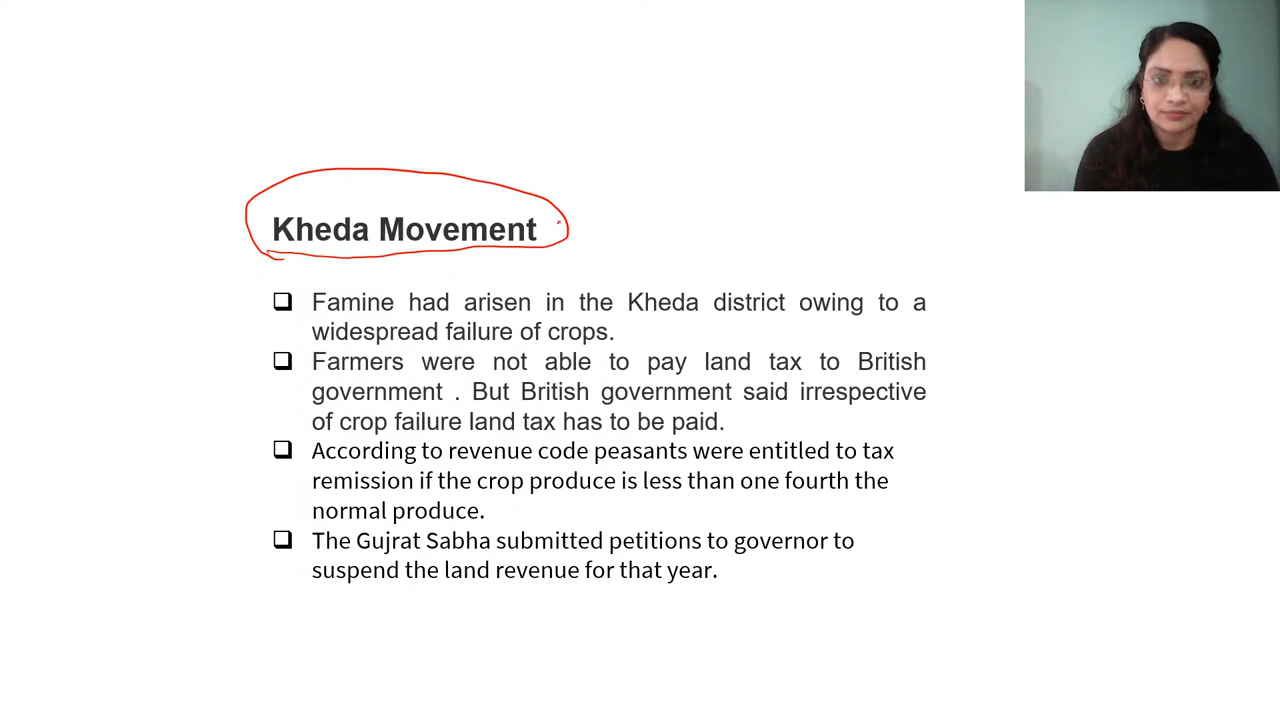 Kheda Movement
Famine had arisen in the Kheda district owing to a
widespread failure of crops.
Farmers were not able to pay land tax to British
government . But British government said irrespective
of crop failure land tax has to be paid.
According to revenue code peasants were entitled to tax
remission if the crop produce is less than one fourth the
normal produce.
The Gujrat Sabha submitted petitions to governor to
suspend the land revenue for that year.